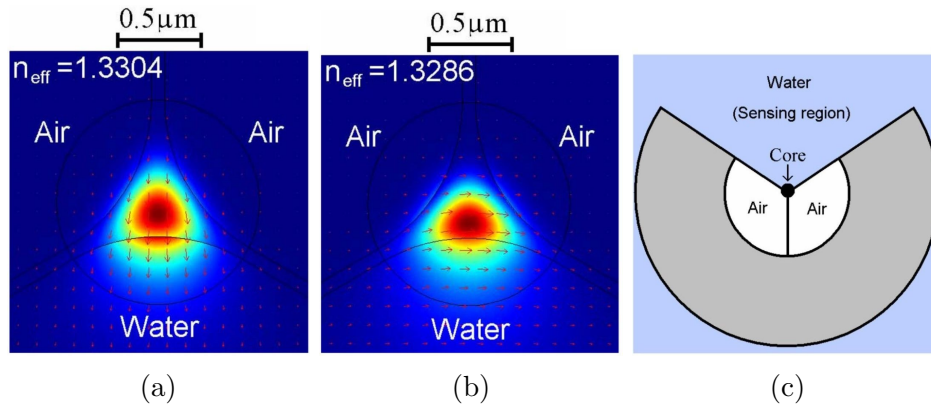 0.5μm
n_eff =1.3304
Air
Air
Water
(a)
0.5μm
n_eff =1.3286
Air
Air
Water
(b)
Water
(Sensing region)
Core
Air
Air
(c)